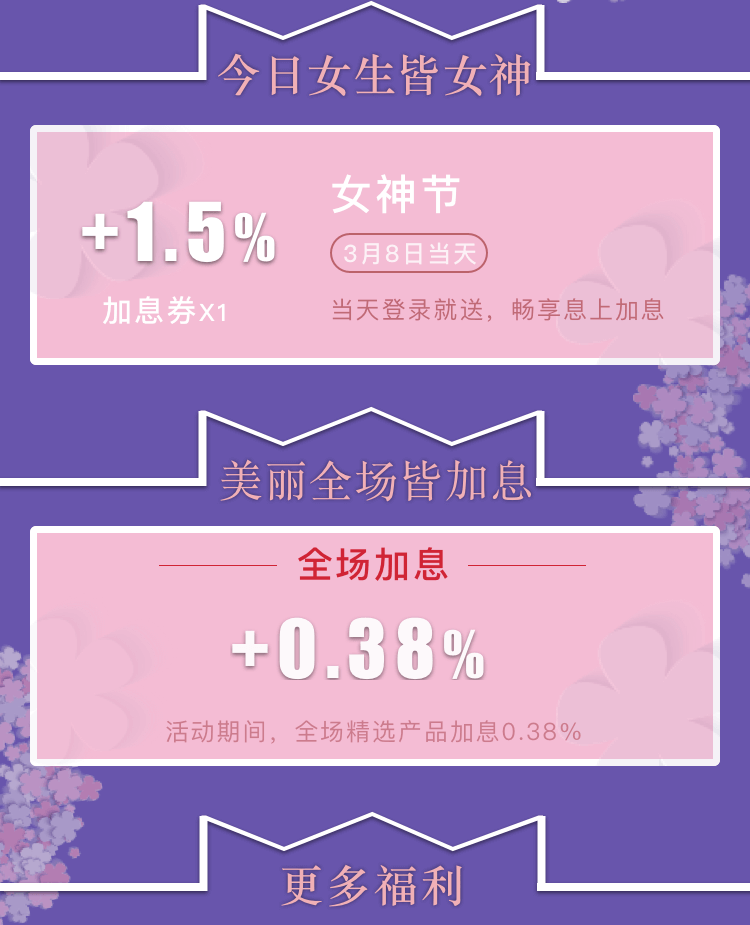 今日女生皆女神
+1.5%
加息券X1
女神节
3月8日当天
当天登录就送，畅享息上加息
美丽全场皆加息
全场加息
+0.38%
活动期间，全场精选产品加息0.38%
更多福利